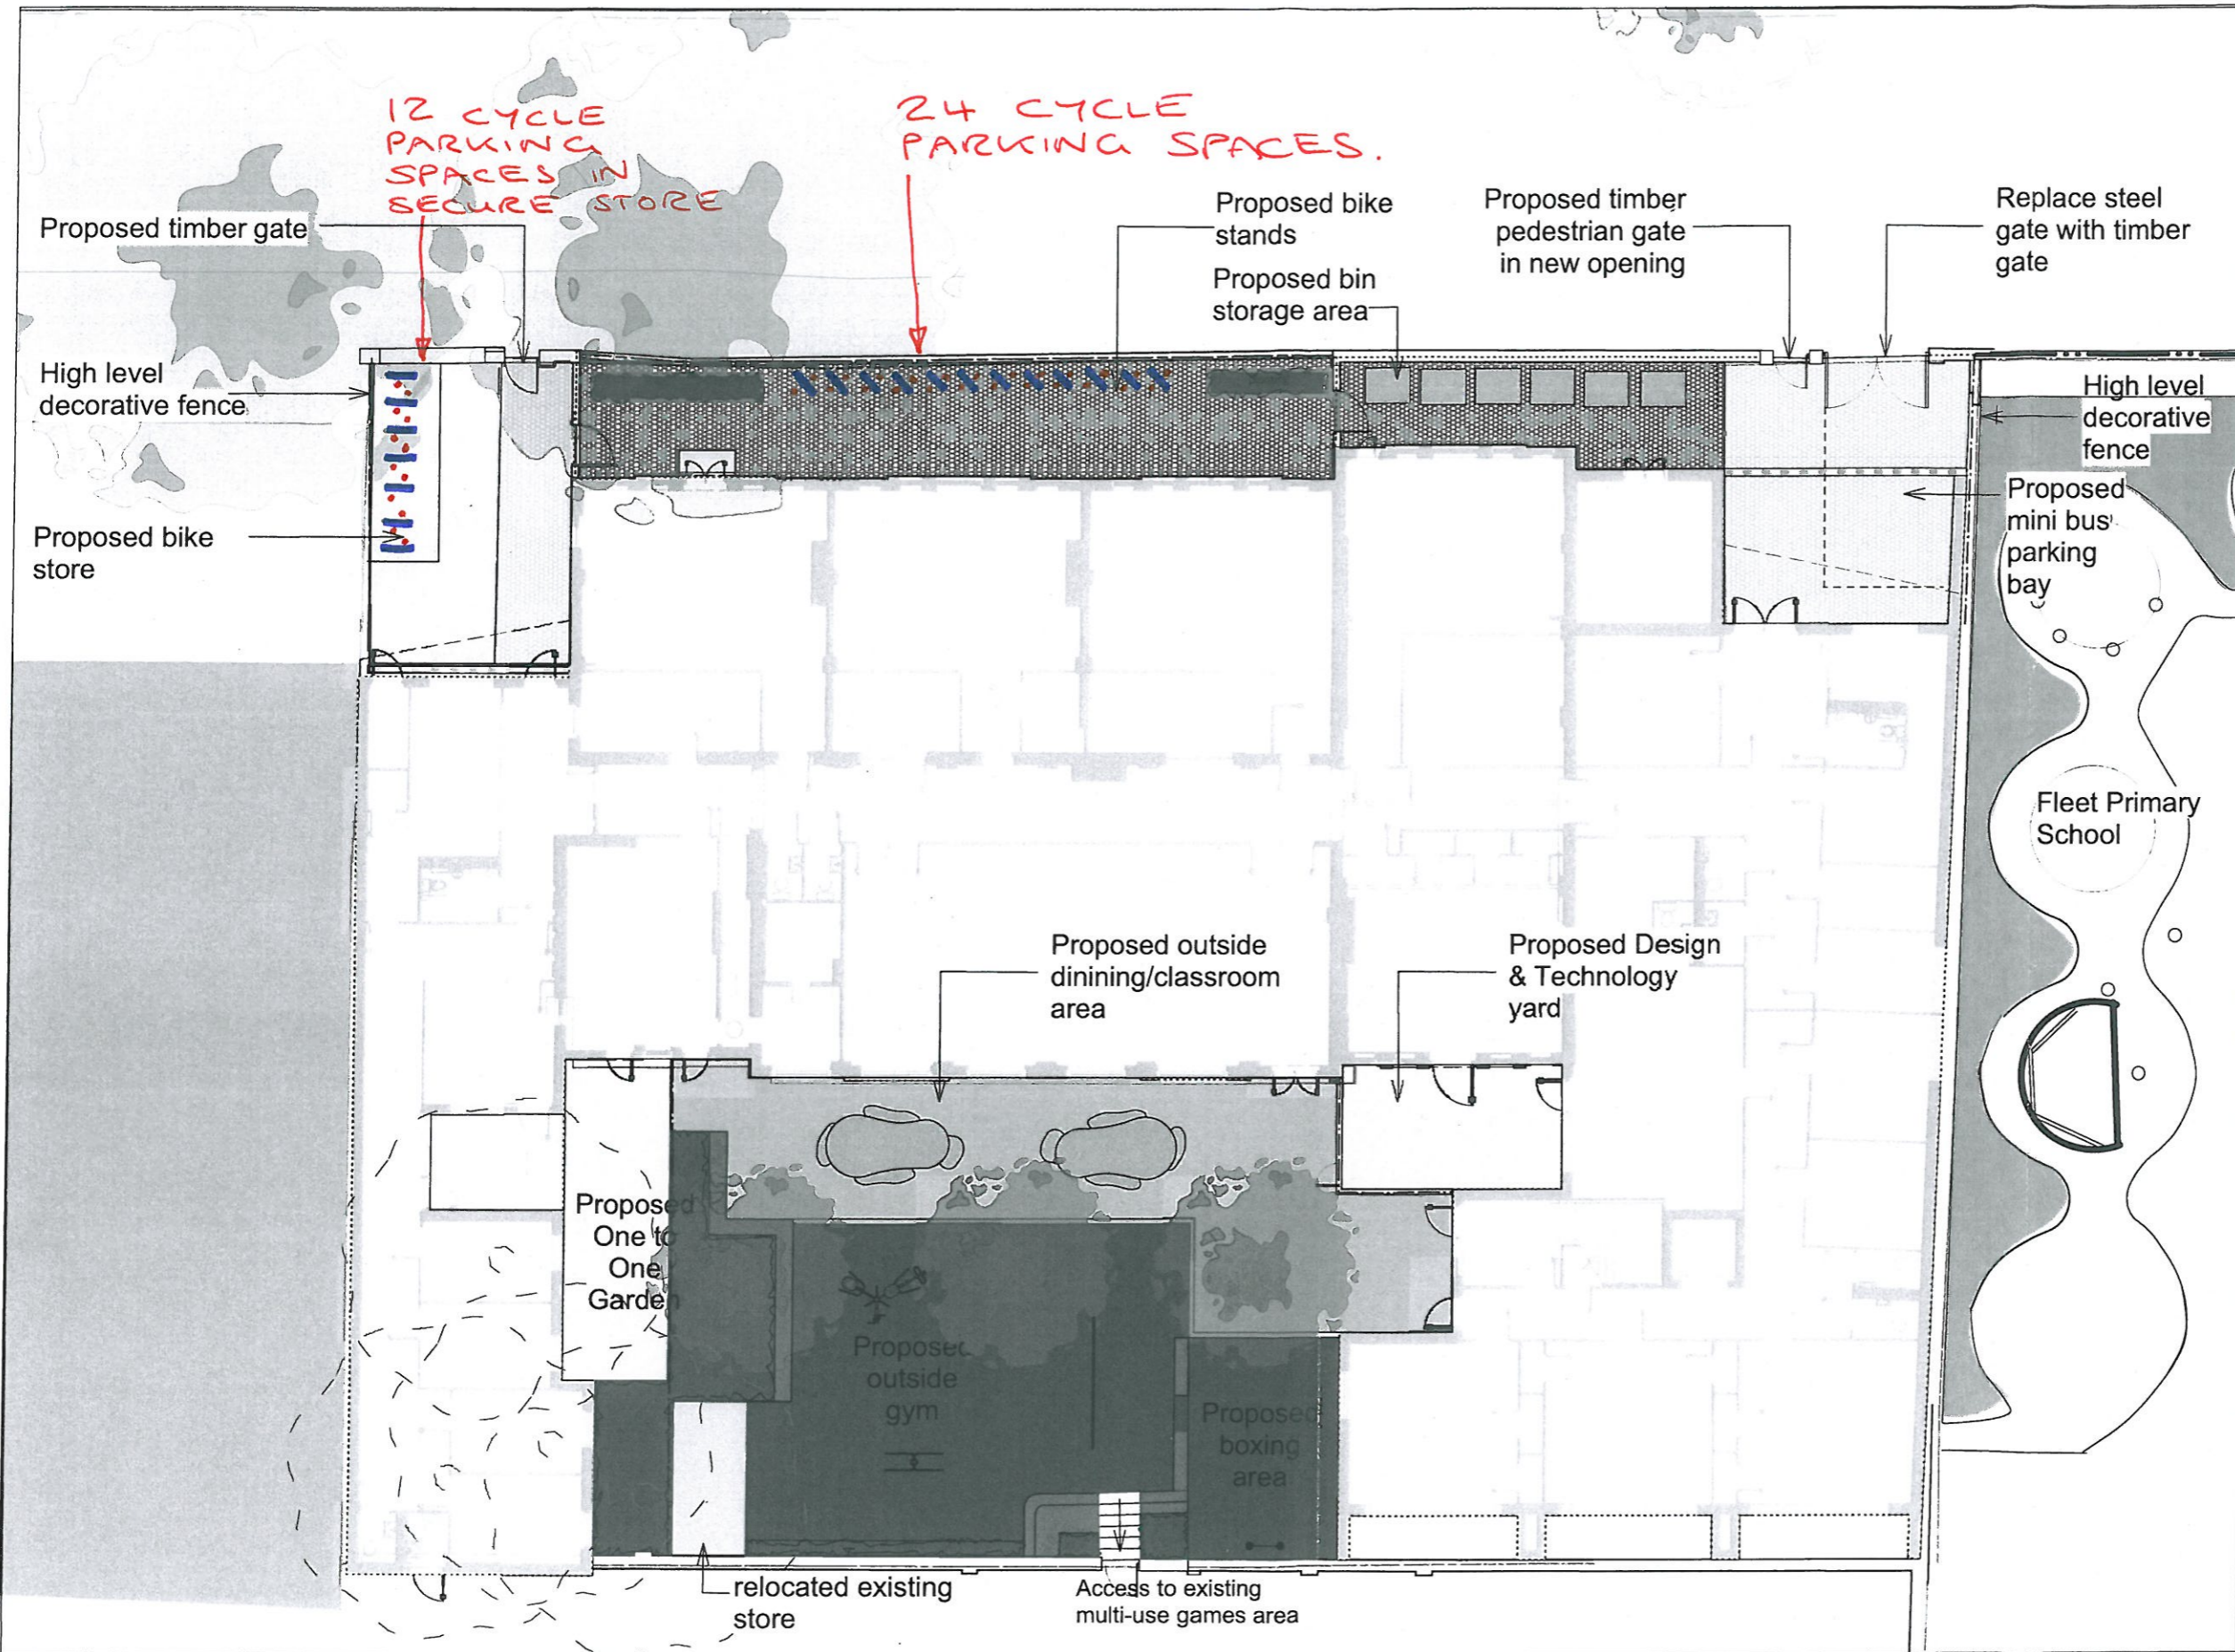 12 CYCLE
PARKING
SPACES IN
SECURE STORE
24 CYCLE
PARKING SPACES.
Proposed timber gate
Proposed bike
stands
Proposed bin
storage area
Proposed timber
pedestrian gate
in new opening
Replace steel
gate with timber
gate
High level
decorative fence
High level
decorative
fence
Proposed
mini bus
parking
bay
Proposed bike
store
Fleet Primary
School
Proposed outside
dinining/classroom
area
Proposed Design
& Technology
yard
Proposed
One to
One
Garden
Proposed
outside
gym
Proposed
boxing
area
relocated existing
store
Access to existing
multi-use games area